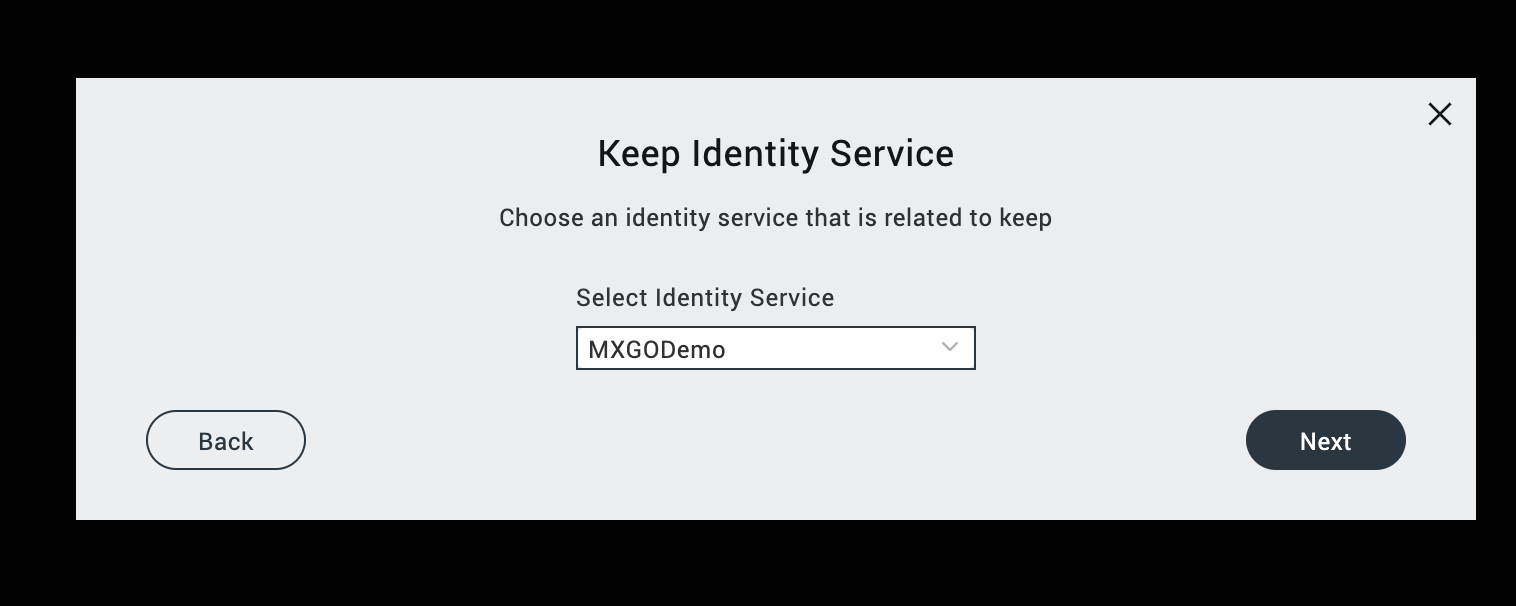 Keep Identity Service
Choose an identity service that is related to keep
Select Identity Service
MXGODemo
Back
Next